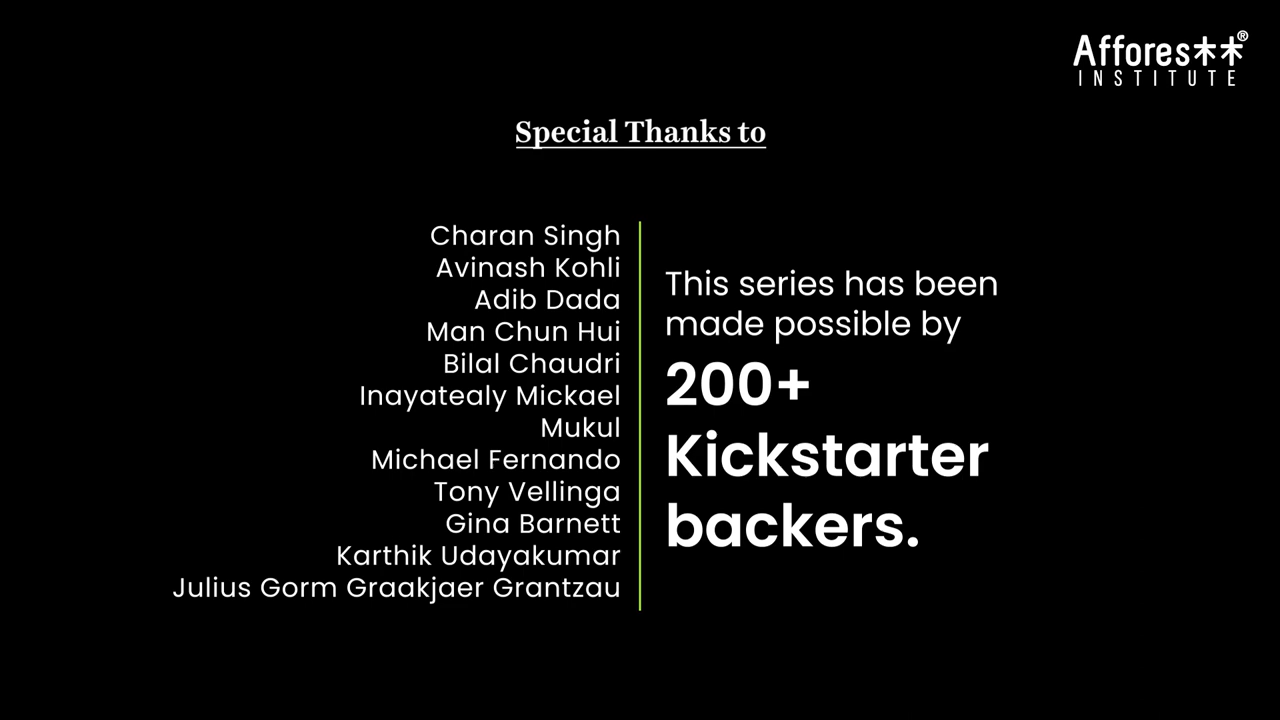 Afforestt®
INSTITUTE
Special Thanks to
Charan Singh
Avinash Kohli
Adib Dada
Man Chun Hui
Bilal Chaudri
Inayatealy Mickael
Mukul
Michael Fernando
Tony Vellinga
Gina Barnett
Karthik Udayakumar
Julius Gorm Graakjaer Grantzau
This series has been
made possible by
200+
Kickstarter
backers.